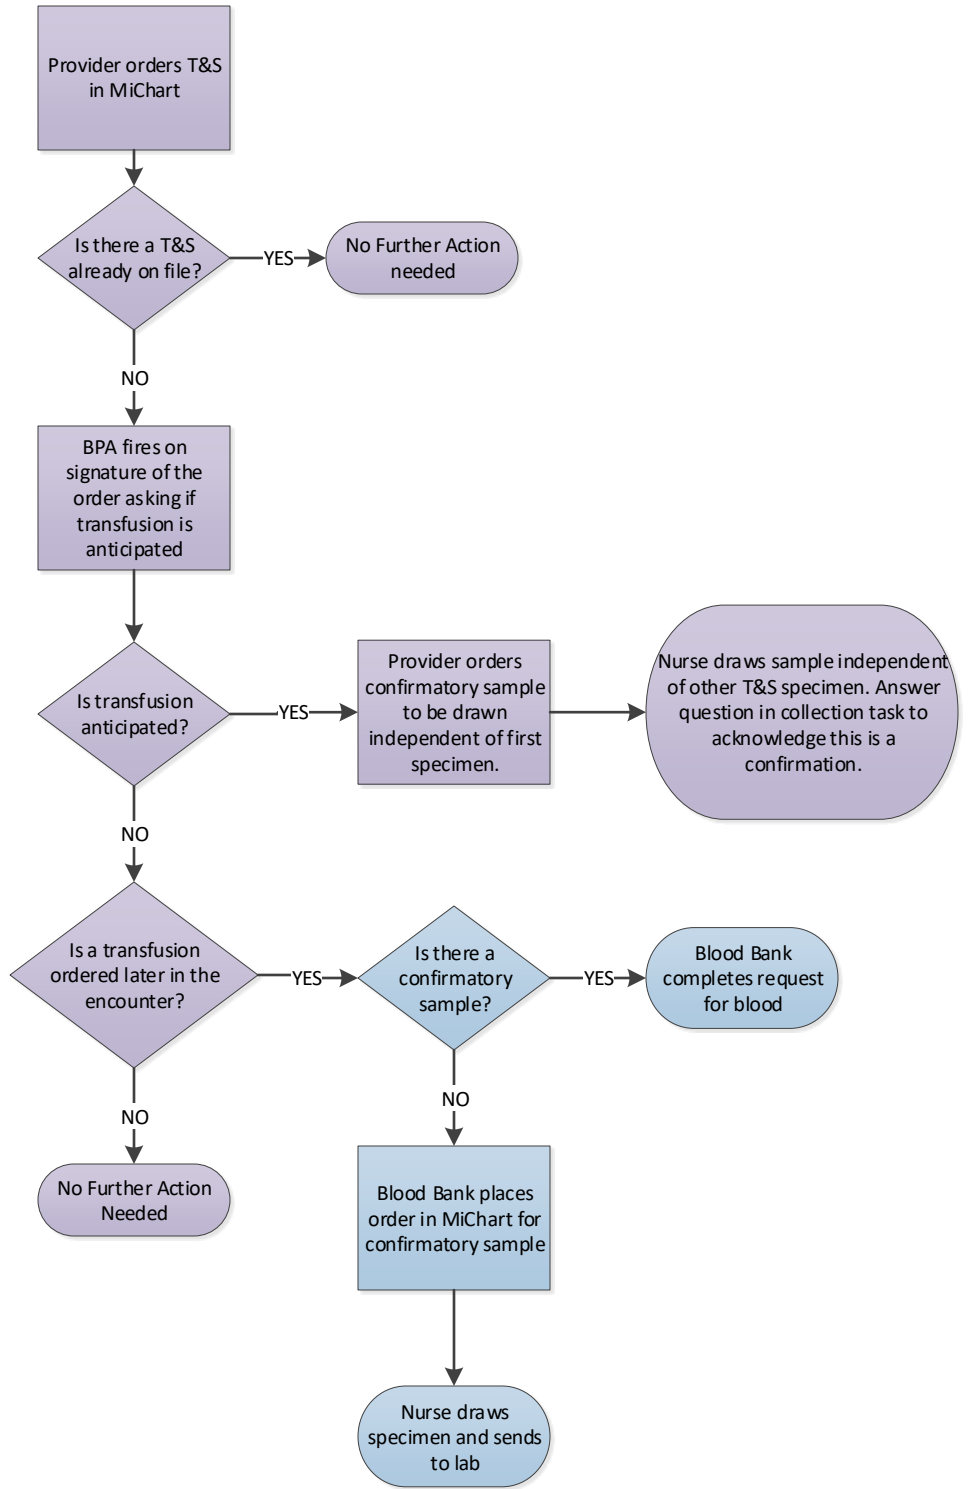 Provider orders T&S
in MiChart
Is there a T&S
already on file?
YES
No Further Action
needed
NO
BPA fires on
signature of the
order asking if
transfusion is
anticipated
Is transfusion
anticipated?
YES
Provider orders
confirmatory sample
to be drawn
independent of first
specimen.
Nurse draws sample independent
of other T&S specimen. Answer
question in collection task to
acknowledge this is a
confirmation.
NO
Is a transfusion
ordered later in the
encounter?
YES
Is there a
confirmatory
sample?
YES
Blood Bank
completes request
for blood
NO
No Further Action
Needed
NO
Blood Bank places
order in MiChart for
confirmatory sample
Nurse draws
specimen and sends
to lab